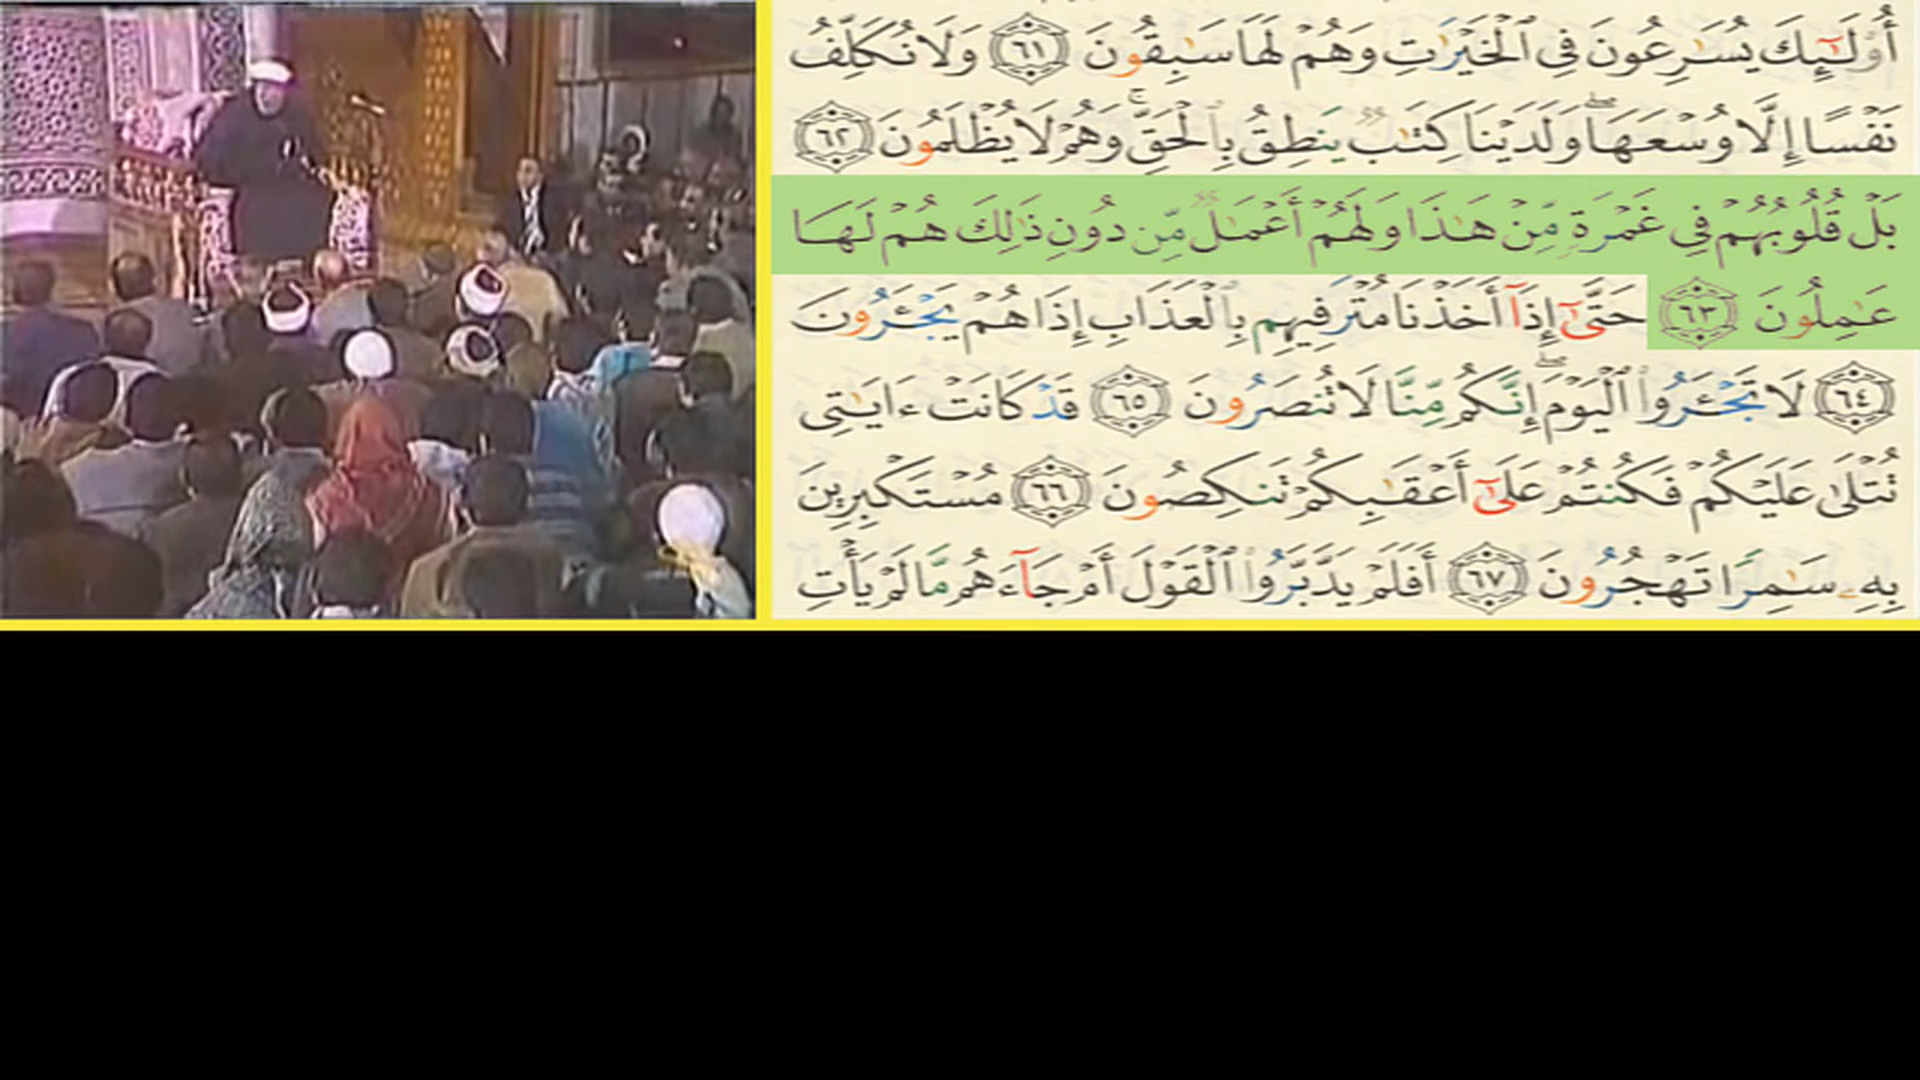 أُوْلَـٰٓئِكَ يُسَـٰرِعُونَ فِى ٱلْخَيْرَٰتِ وَهُمْ لَهَا سَـٰبِقُونَ ٦١ وَلَا نُكَلِّفُ
نَفْسًا إِلَّا وُسْعَهَا ۖ وَلَدَيْنَا كِتَـٰبٌ يَنطِقُ بِٱلْحَقِّ ۚ وَهُمْ لَا يُظْلَمُونَ ٦٢
بَلْ قُلُوبُهُمْ فِى غَمْرَةٍ مِّنْ هَـٰذَا وَلَهُمْ أَعْمَـٰلٌ مِّن دُونِ ذَٰلِكَ هُمْ لَهَا
عَـٰمِلُونَ ٦٣ حَتَّىٰٓ إِذَآ أَخَذْنَا مُتْرَفِيهِم بِٱلْعَذَابِ إِذَا هُمْ يَجْـَٔرُونَ
٦٤ لَا تَجْـَٔرُوا۟ ٱلْيَوْمَ ۖ إِنَّكُم مِّنَّا لَا تُنصَرُونَ ٦٥ قَدْ كَانَتْ ءَايَـٰتِى
تُتْلَىٰ عَلَيْكُمْ فَكُنتُمْ عَلَىٰٓ أَعْقَـٰبِكُمْ تَنكِصُونَ ٦٦ مُسْتَكْبِرِينَ
بِهِۦ سَـٰمِرًا تَهْجُرُونَ ٦٧ أَفَلَمْ يَدَّبَّرُوا۟ ٱلْقَوْلَ أَمْ جَآءَهُم مَّا لَمْ يَأْتِ